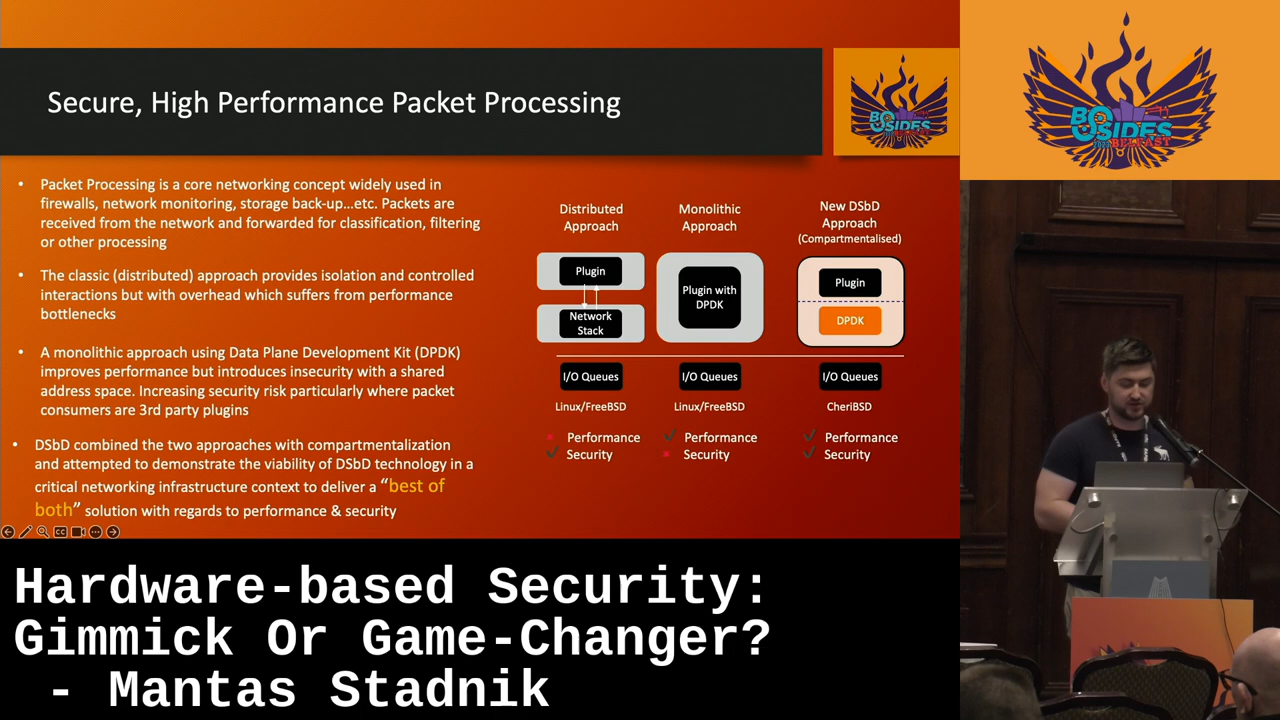 Secure, High Performance Packet Processing
BSIDES
BELFAST
BSIDES
2023 BELFAST
• Packet Processing is a core networking concept widely used in
firewalls, network monitoring, storage back-up...etc. Packets are
received from the network and forwarded for classification, filtering
or other processing
• The classic (distributed) approach provides isolation and controlled
interactions but with overhead which suffers from performance
bottlenecks
• A monolithic approach using Data Plane Development Kit (DPDK)
improves performance but introduces insecurity with a shared
address space. Increasing security risk particularly where packet
consumers are 3rd party plugins
• DSbD combined the two approaches with compartmentalization
and attempted to demonstrate the viability of DSbD technology in a
critical networking infrastructure context to deliver a “best of
both” solution with regards to performance & security
Distributed
Approach
Plugin
Network
Stack
I/O Queues
Linux/FreeBSD
✖ Performance
✔ Security
Monolithic
Approach
Plugin with
DPDK
I/O Queues
Linux/FreeBSD
✔ Performance
✖ Security
New DSbD
Approach
(Compartmentalised)
Plugin
DPDK
I/O Queues
CheriBSD
✔ Performance
✔ Security
CC
Hardware-based Security:
Gimmick Or Game-Changer?
- Mantas Stadnik